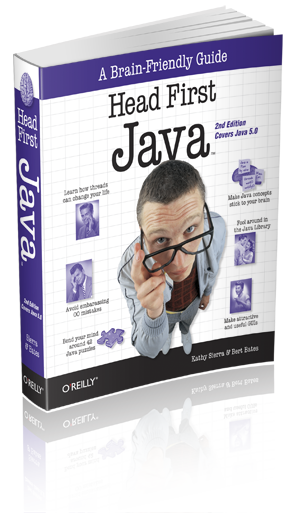 A Brain-Friendly Guide
Head First
Java
™
2nd Edition
Covers Java 5.0
Learn how threads
can change your life
Make Java concepts
stick to your brain
Fool around in
the Java Library
Avoid embarassing
OO mistakes
Bend your mind
around 42
Java puzzles
Make attractive
and useful GUIs
Kathy Sierra & Bert Bates
O'REILLY®
Head First
Java
2nd Edition
Covers Java 5.0
Sierra
& Bates
O'REILLY®